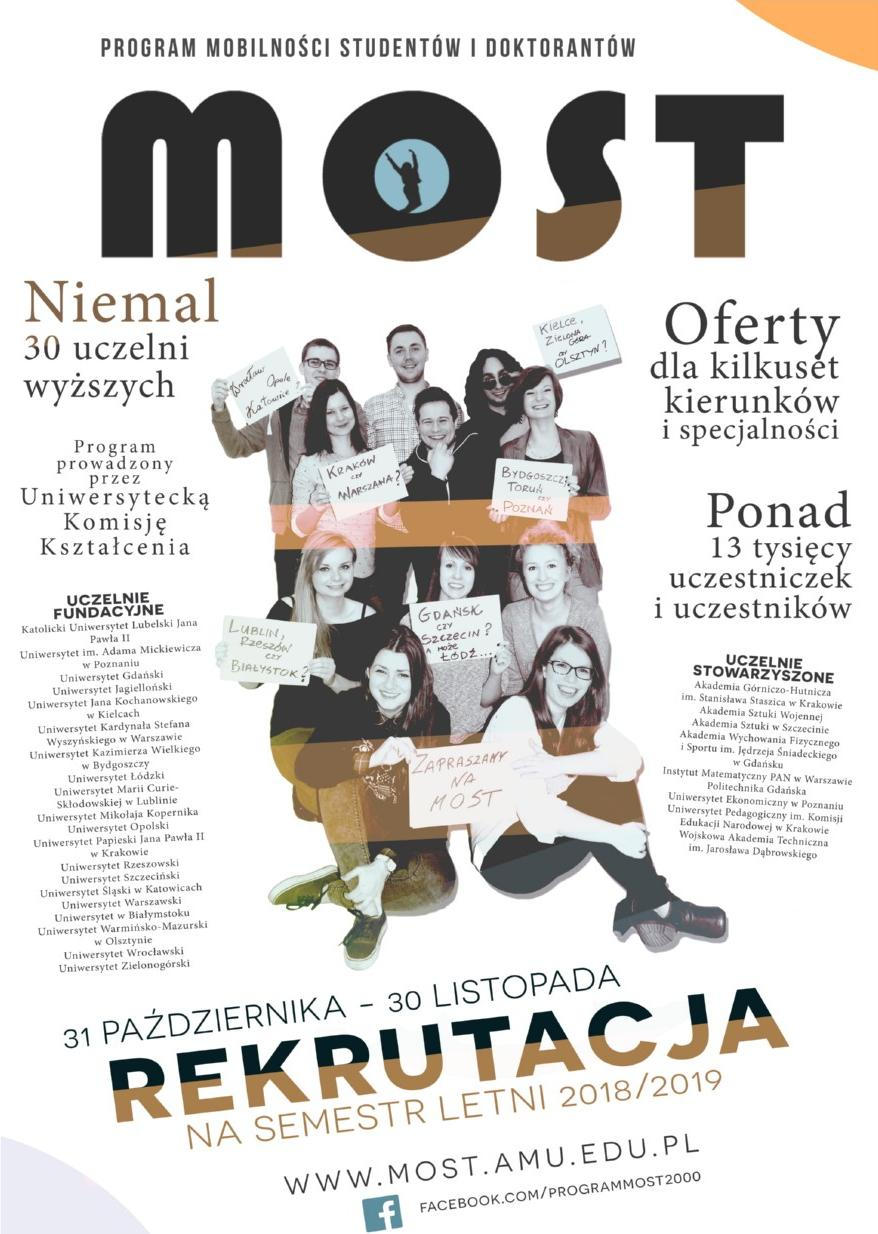 PROGRAM MOBILNOŚCI STUDENTÓW I DOKTORANTÓW
MOST
Niemal
30 uczelni
wyższych
Program
prowadzony
przez
Uniwersytecką
Komisję
Kształcenia
UCZELNIE
FUNDACYJNE
Katolicki Uniwersytet Lubelski Jana
Pawła II
Uniwersytet im. Adama Mickiewicza
w Poznaniu
Uniwersytet Gdański
Uniwersytet Jagielloński
Uniwersytet Jana Kochanowskiego
w Kielcach
Uniwersytet Kardynała Stefana
Wyszyńskiego w Warszawie
Uniwersytet Kazimierza Wielkiego
w Bydgoszczy
Uniwersytet Łódzki
Uniwersytet Marii Curie-
Skłodowskiej w Lublinie
Uniwersytet Mikołaja Kopernika
Uniwersytet Opolski
Uniwersytet Papieski Jana Pawła II
w Krakowie
Uniwersytet Rzeszowski
Uniwersytet Szczeciński
Uniwersytet Śląski w Katowicach
Uniwersytet Warszawski
Uniwersytet w Białymstoku
Uniwersytet Warmińsko-Mazurski
w Olsztynie
Uniwersytet Wrocławski
Uniwersytet Zielonogórski
Wrocław
Opole
Katowice?
KIELCE,
ZIELONA
GÓRA
czy
OLSZTYN?
KRAKÓW
czy
WARSZAWA?
BYDGOSZCZ,
TORUŃ
czy
POZNAŃ
LUBLIN,
RZESZÓW
czy
BIAŁYSTOK?
GDAŃSK
czy
SZCZECIN?
A MOŻE
ŁÓDŹ...
ZAPRASZAMY
NA
MOST
Oferty
dla kilkuset
kierunków
i specjalności
Ponad
13 tysięcy
uczestniczek
i uczestników
UCZELNIE
STOWARZYSZONE
Akademia Górniczo-Hutnicza
im. Stanisława Staszica w Krakowie
Akademia Sztuki Wojennej
Akademia Sztuki w Szczecinie
Akademia Wychowania Fizycznego
i Sportu im. Jędrzeja Śniadeckiego
w Gdańsku
Instytut Matematyczny PAN w Warszawie
Politechnika Gdańska
Uniwersytet Ekonomiczny w Poznaniu
Uniwersytet Pedagogiczny im. Komisji
Edukacji Narodowej w Krakowie
Wojskowa Akademia Techniczna
im. Jarosława Dąbrowskiego
31 PAŹDZIERNIKA – 30 LISTOPADA
REKRUTACJA
NA SEMESTR LETNI 2018/2019
WWW.MOST.AMU.EDU.PL
f FACEBOOK.COM/PROGRAMMOST2000